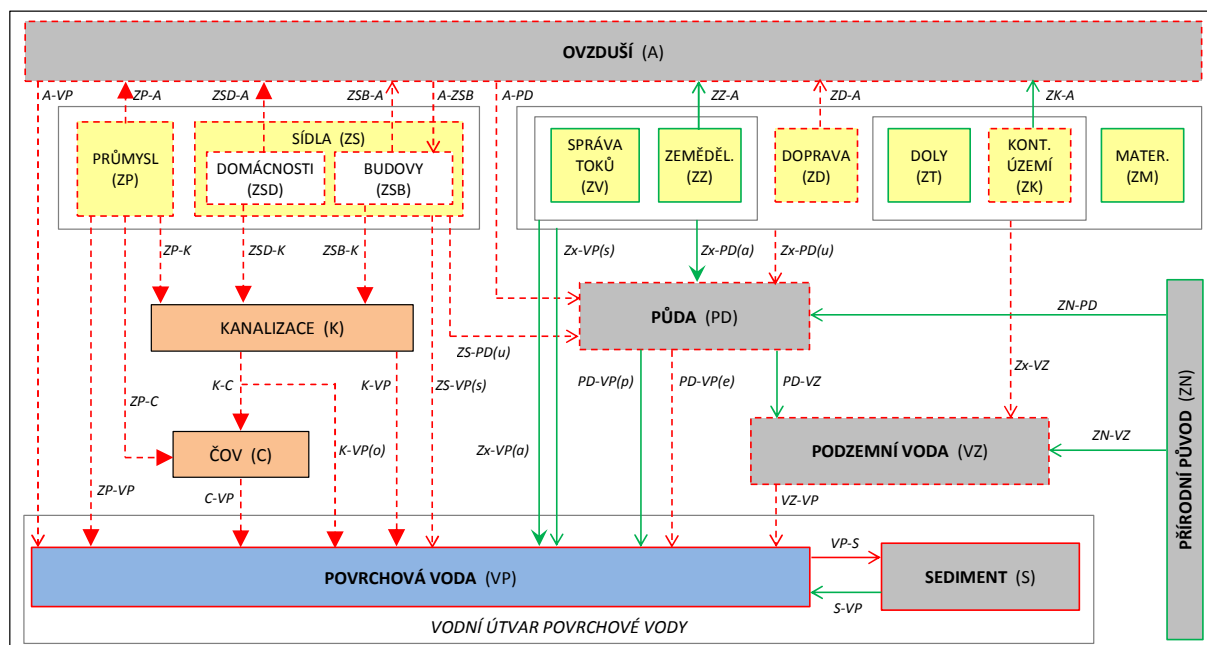 OVZDUŠÍ (A)
A-VP
ZP-A
ZSD-A
ZSB-A
A-ZSB
A-PD
ZZ-A
ZD-A
ZK-A
PRŮMYSL
(ZP)
SÍDLA (ZS)
DOMÁCNOSTI
(ZSD)
BUDOVY
(ZSB)
SPRÁVA
TOKŮ
(ZV)
ZEMĚDĚL.
(ZZ)
DOPRAVA
(ZD)
DOLY
(ZT)
KONT.
ÚZEMÍ
(ZK)
MATER.
(ZM)
ZP-K
ZSD-K
ZSB-K
Zx-VP(s)
Zx-PD(a)
Zx-PD(u)
KANALIZACE (K)
PŮDA (PD)
ZN-PD
ZS-PD(u)
ZP-C
K-C
K-VP
ZS-VP(s)
PD-VP(p)
PD-VP(e)
PD-VZ
Zx-VZ
ČOV (C)
K-VP(o)
Zx-VP(a)
PODZEMNÍ VODA (VZ)
ZN-VZ
PŘÍRODNÍ PŮVOD (ZN)
ZP-VP
C-VP
VZ-VP
POVRCHOVÁ VODA (VP)
VP-S
SEDIMENT (S)
S-VP
VODNÍ ÚTVAR POVRCHOVÉ VODY